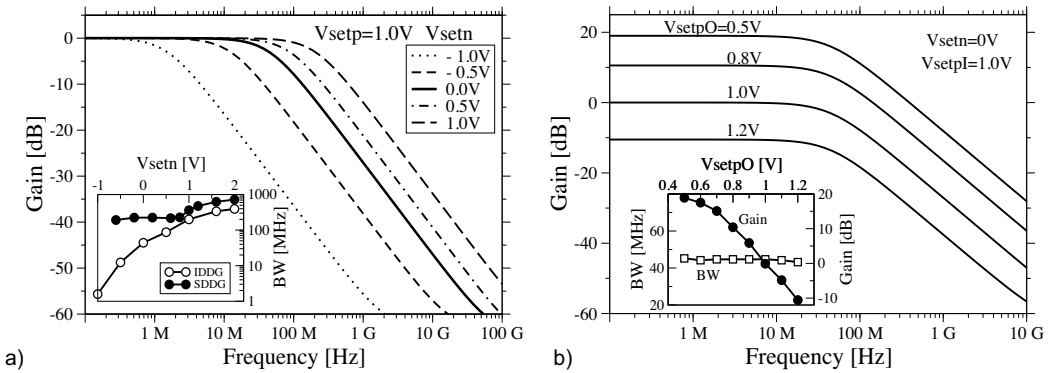 Gain [dB]
0
-10
-20
-30
-40
-50
-60
Vsetp=1.0V
Vsetn
- 1.0V
- 0.5V
0.0V
0.5V
1.0V
Vsetn [V]
-1 0 1 2
1000
100
10
1
BW [MHz]
IDDG
SDDG
1 M 10 M 100 M 1 G 10 G 100 G
Frequency [Hz]
a)
Gain [dB]
20
0
-20
-40
-60
VsetpO=0.5V
0.8V
1.0V
1.2V
Vsetn=0V
VsetpI=1.0V
VsetpO [V]
0.4 0.6 0.8 1 1.2
BW [MHz]
80
60
40
20
Gain
BW
20
10
0
-10
Gain [dB]
1 M 10 M 100 M 1 G 10 G
Frequency [Hz]
b)